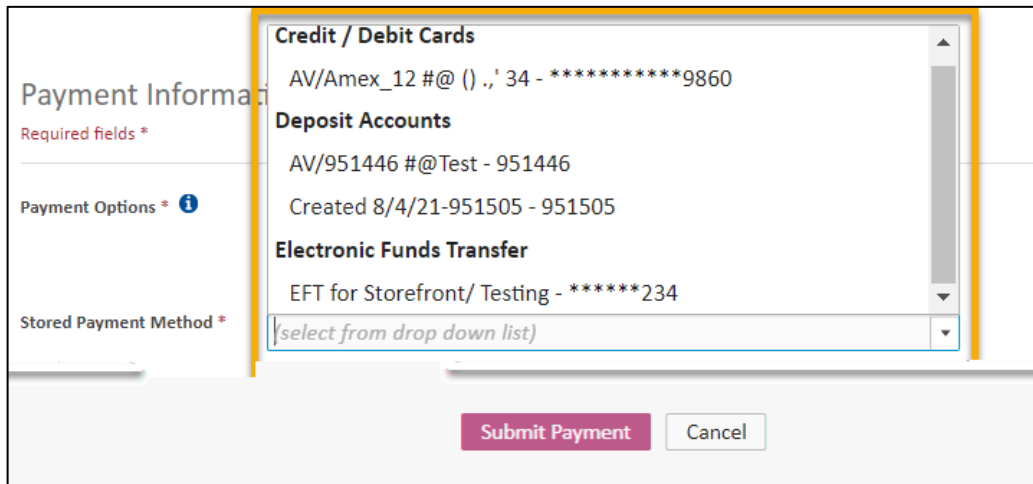 Credit / Debit Cards
AV/Amex_12 #@ () .,' 34 - ***********9860
Payment Informati
Required fields *
Deposit Accounts
AV/951446 #@Test - 951446
Payment Options *
Created 8/4/21-951505 - 951505
Electronic Funds Transfer
EFT for Storefront/ Testing - ******234
Stored Payment Method *
(select from drop down list)
Submit Payment
Cancel